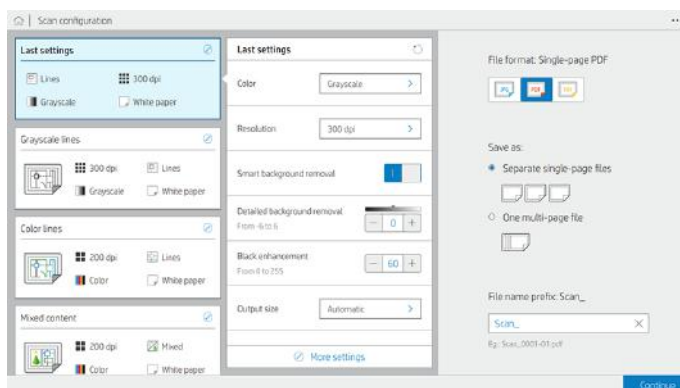 Scan configuration
Last settings
Lines
300 dpi
Grayscale
White paper
Grayscale lines
300 dpi
Lines
Grayscale
White paper
Color lines
200 dpi
Lines
Color
White paper
Mixed content
200 dpi
Mixed
Color
White paper
Last settings
Color
Grayscale
Resolution
300 dpi
Smart background removal
Detailed background removal
From -6 to 6
0
Black enhancement
From 0 to 255
60
Output size
Automatic
More settings
File format: Single-page PDF
PDF
Save as:
Separate single-page files
One multi-page file
File name prefix: Scan_
Scan_
Eg.: Scan_0001-01.pdf
Continue